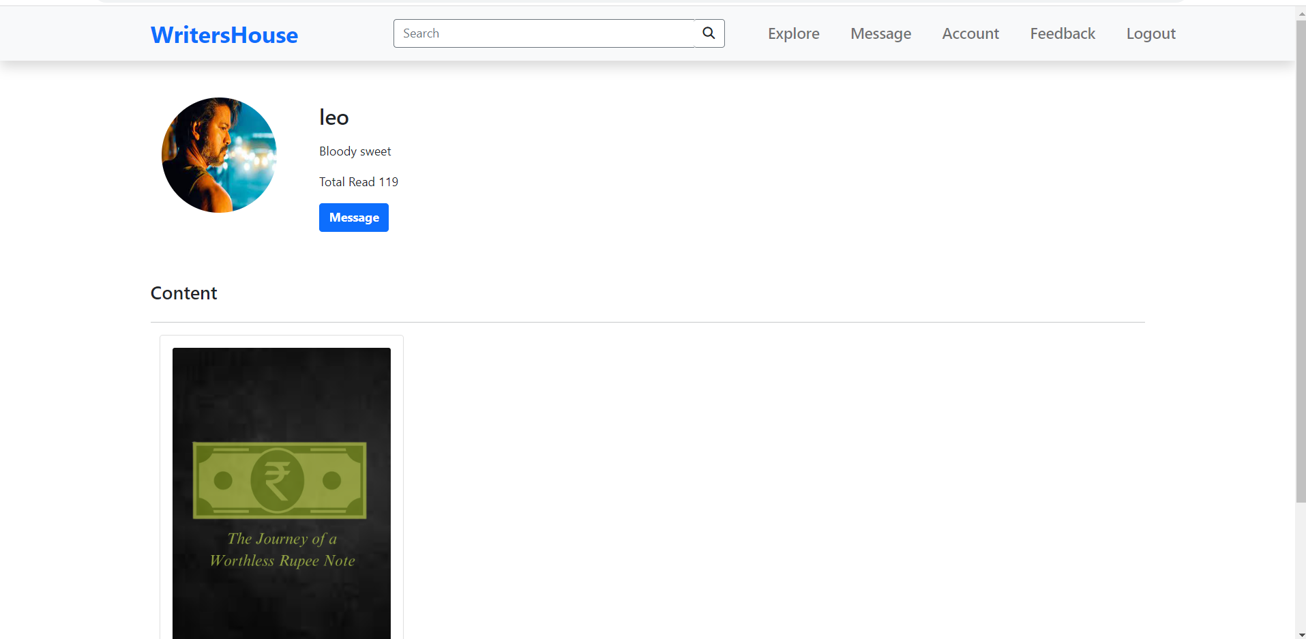 WritersHouse
Search
Explore
Message
Account
Feedback
Logout
leo
Bloody sweet
Total Read 119
Message
Content
₹
The Journey of a
Worthless Rupee Note